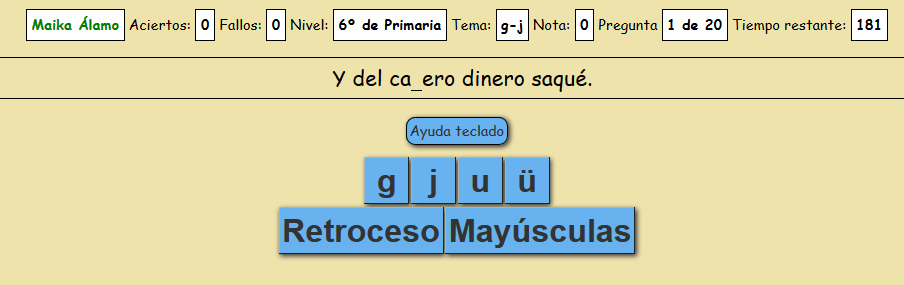 Maika Álamo Aciertos: 0 Fallos: 0 Nivel: 6º de Primaria Tema: g-j Nota: 0 Pregunta 1 de 20 Tiempo restante: 181
Y del ca_ero dinero saqué.
Ayuda teclado
g j u ü
Retroceso Mayúsculas